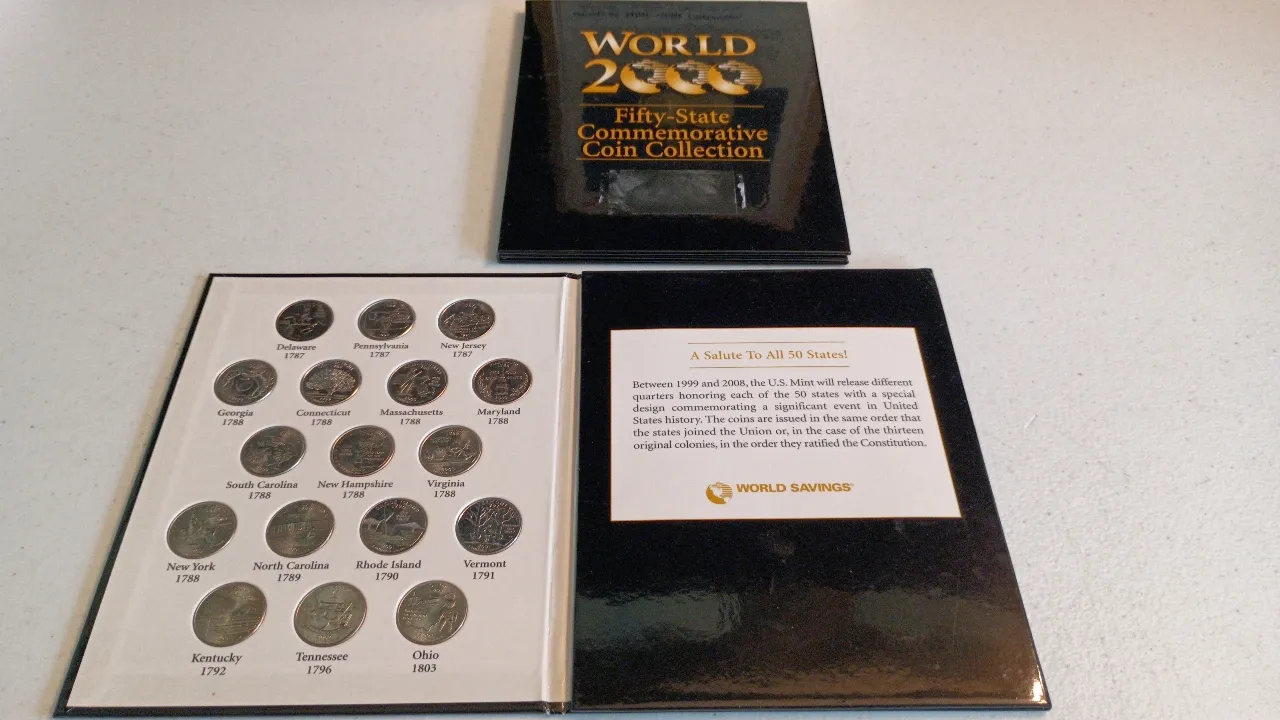 WORLD
2000
Fifty-State
Commemorative
Coin Collection
Delaware
1787
Pennsylvania
1787
New Jersey
1787
Georgia
1788
Connecticut
1788
Massachusetts
1788
Maryland
1788
South Carolina
1788
New Hampshire
1788
Virginia
1788
New York
1788
North Carolina
1789
Rhode Island
1790
Vermont
1791
Kentucky
1792
Tennessee
1796
Ohio
1803
A Salute To All 50 States!
Between 1999 and 2008, the U.S. Mint will release different
quarters honoring each of the 50 states with a special
design commemorating a significant event in United
States history. The coins are issued in the same order that
the states joined the Union or, in the case of the thirteen
original colonies, in the order they ratified the Constitution.
WORLD SAVINGS®